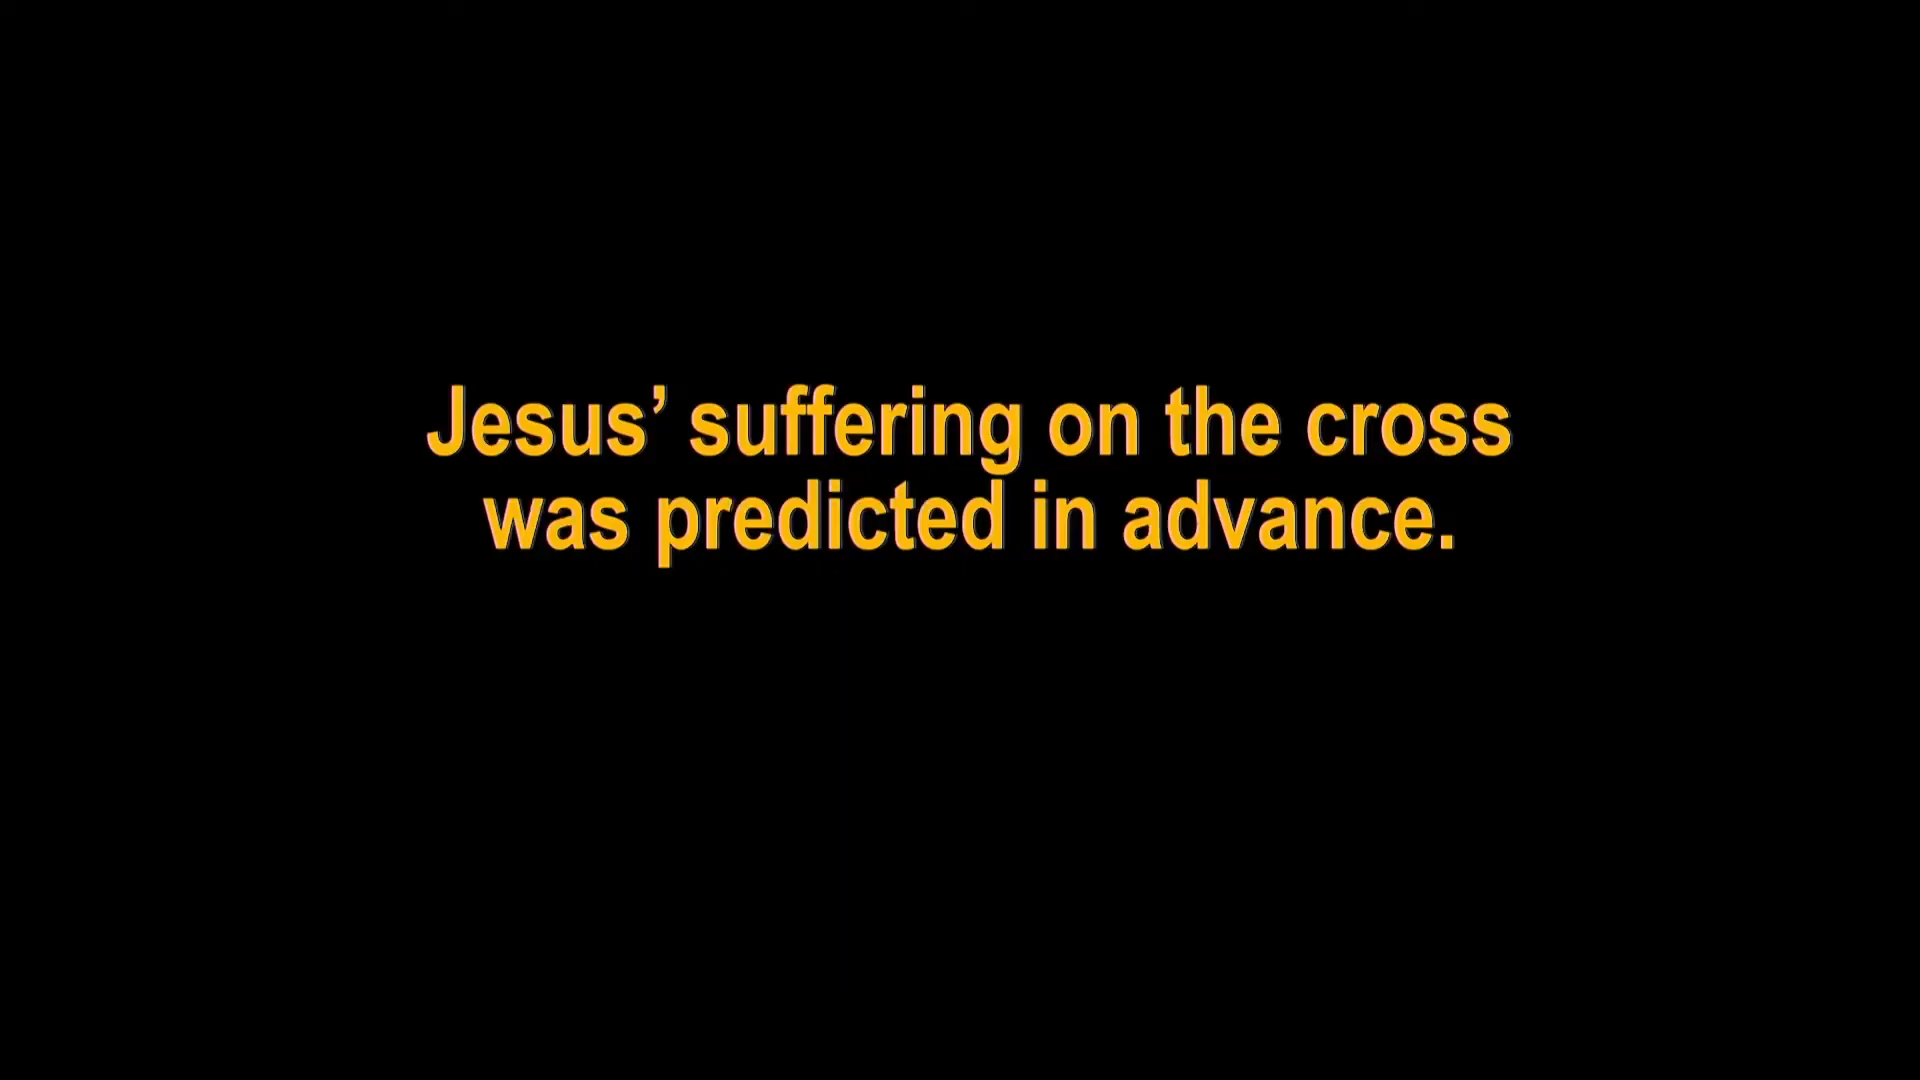 Jesus’ suffering on the cross
was predicted in advance.